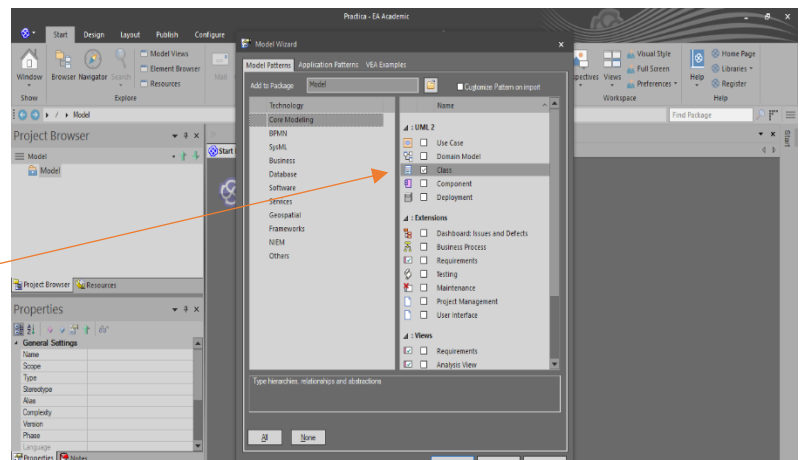 Practica - EA Academic
Start Design Layout Publish Configure
Window Browser Navigator Search
Model Views
Element Browser
Resources
Mail
Show Explore
Model
Project Browser
Model
Model
Project Browser Resources
Properties
General Settings
Name
Scope
Type
Stereotype
Alias
Complexity
Version
Phase
Language
Properties Notes
Start
Model Wizard
Model Patterns Application Patterns VEA Examples
Add to Package Model Customize Pattern on import
Technology
Core Modeling
BPMN
SysML
Business
Database
Software
Services
Geospatial
Frameworks
NIEM
Others
Name
: UML 2
Use Case
Domain Model
Class
Component
Deployment
: Extensions
Dashboard: Issues and Defects
Business Process
Requirements
Testing
Maintenance
Project Management
User Interface
: Views
Requirements
Analysis View
Type hierarchies, relationships and abstractions
All None
Views
Visual Style
Full Screen
Preferences
Workspace
Help
Home Page
Libraries
Register
Help
Find Package
Start